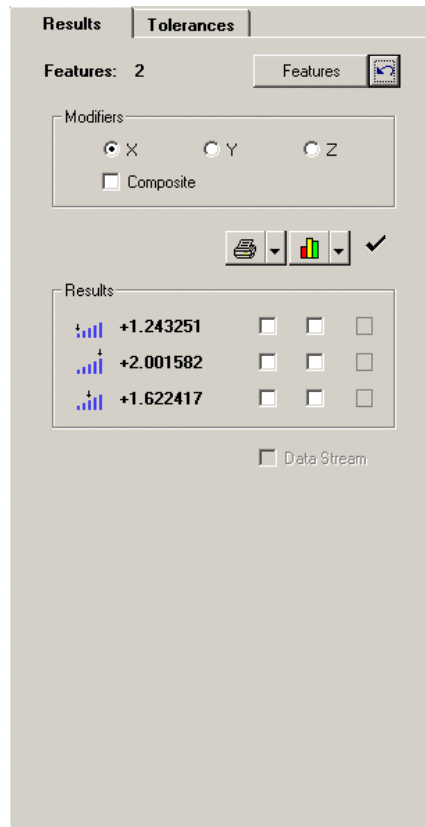 Results Tolerances
Features: 2 Features
Modifiers
X Y Z
Composite
Results
+1.243251
+2.001582
+1.622417
Data Stream